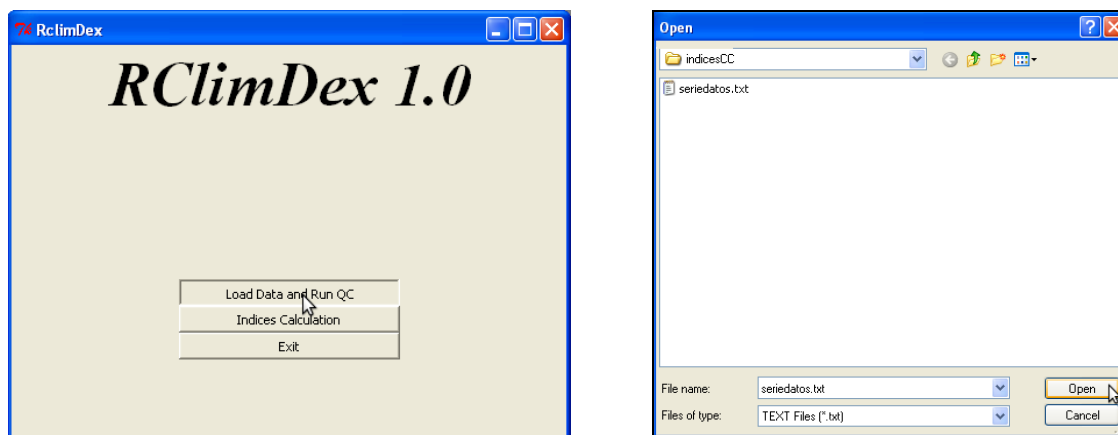 RclimDex
RClimDex 1.0
Load Data and Run QC
Indices Calculation
Exit
Open
indicesCC
seriedatos.txt
File name: seriedatos.txt Open
Files of type: TEXT Files (*.txt) Cancel